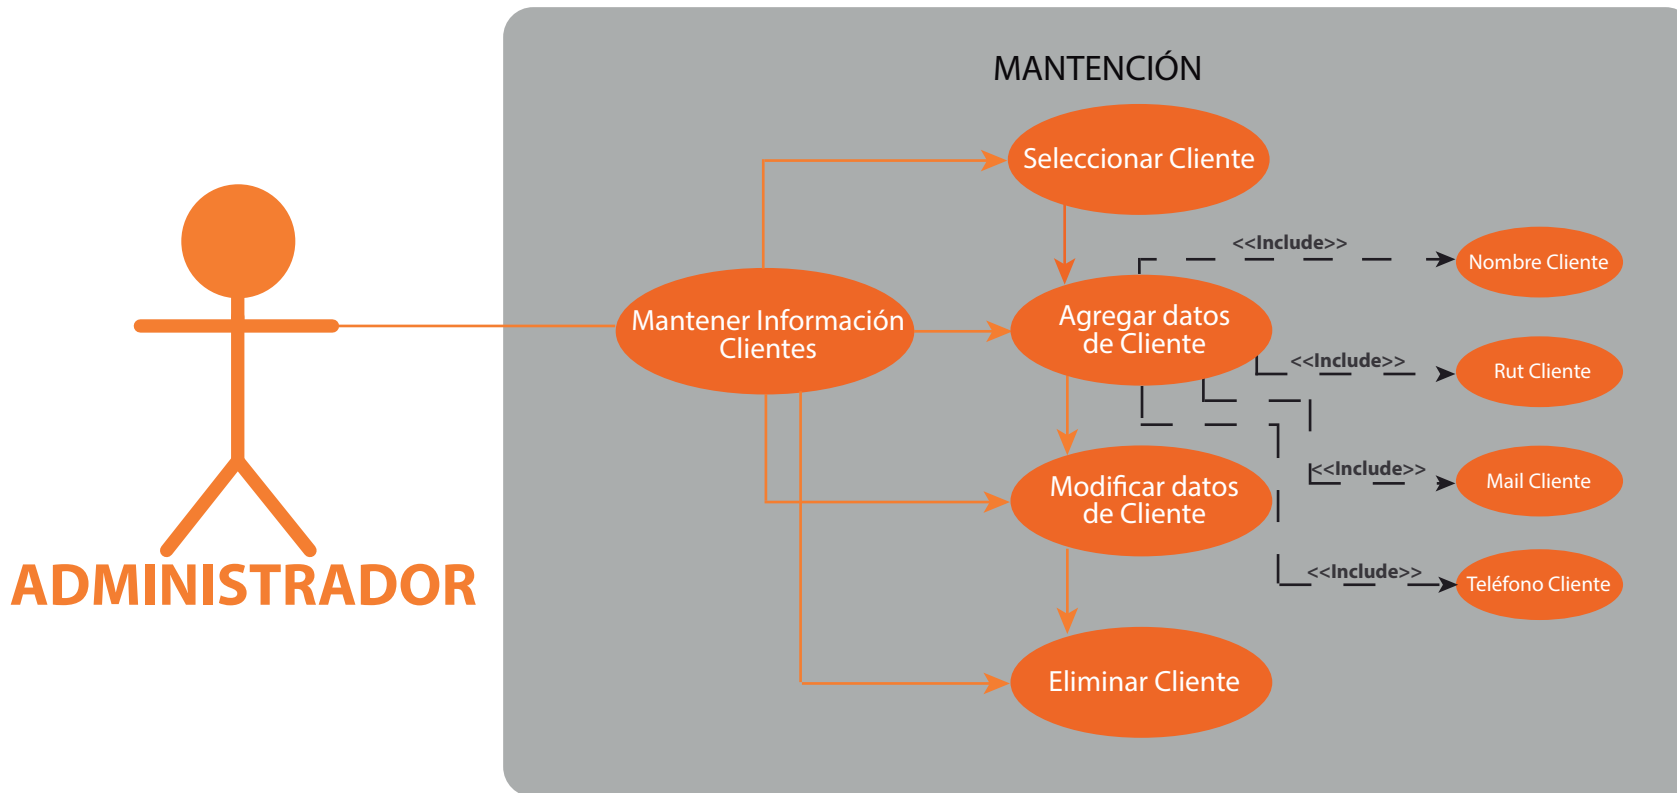 MANTENCIÓN
Seleccionar Cliente
<<Include>>
Nombre Cliente
Mantener Información
Clientes
Agregar datos
de Cliente
<<Include>>
Rut Cliente
Modificar datos
de Cliente
<<Include>>
Mail Cliente
<<Include>>
Teléfono Cliente
ADMINISTRADOR
Eliminar Cliente